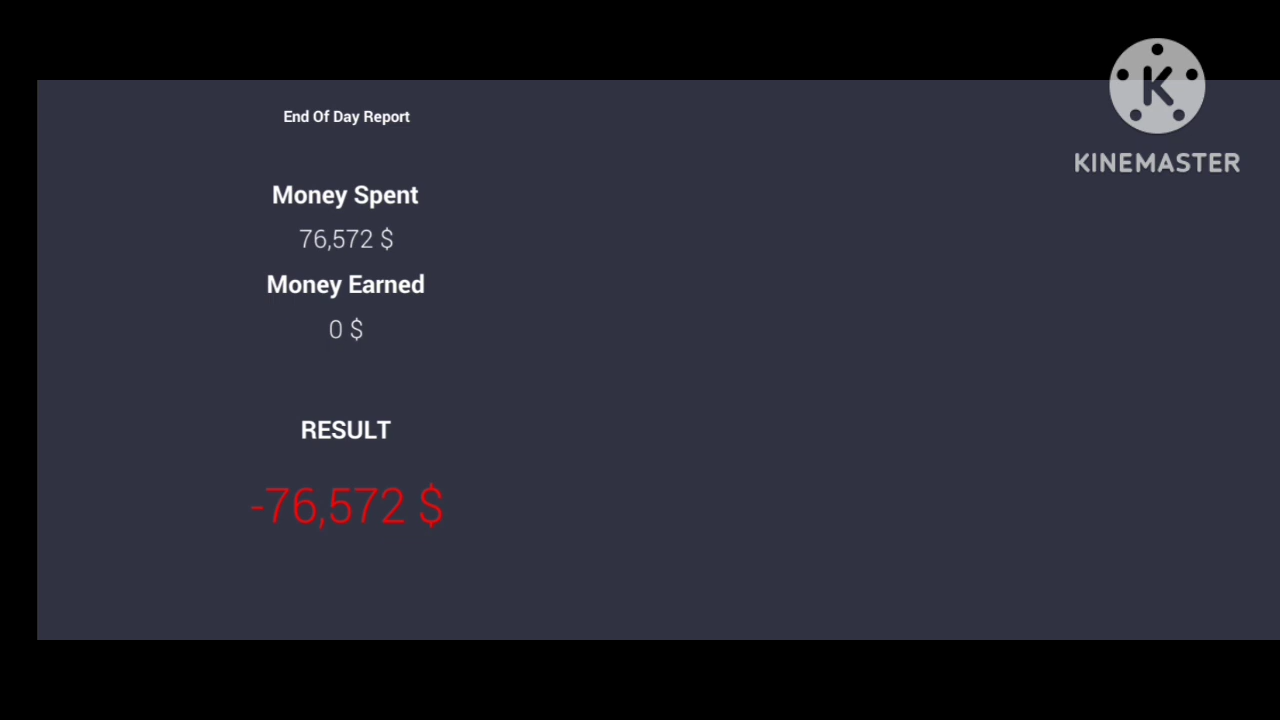 End Of Day Report
KINEMASTER
Money Spent
76,572 $
Money Earned
0 $
RESULT
-76,572 $